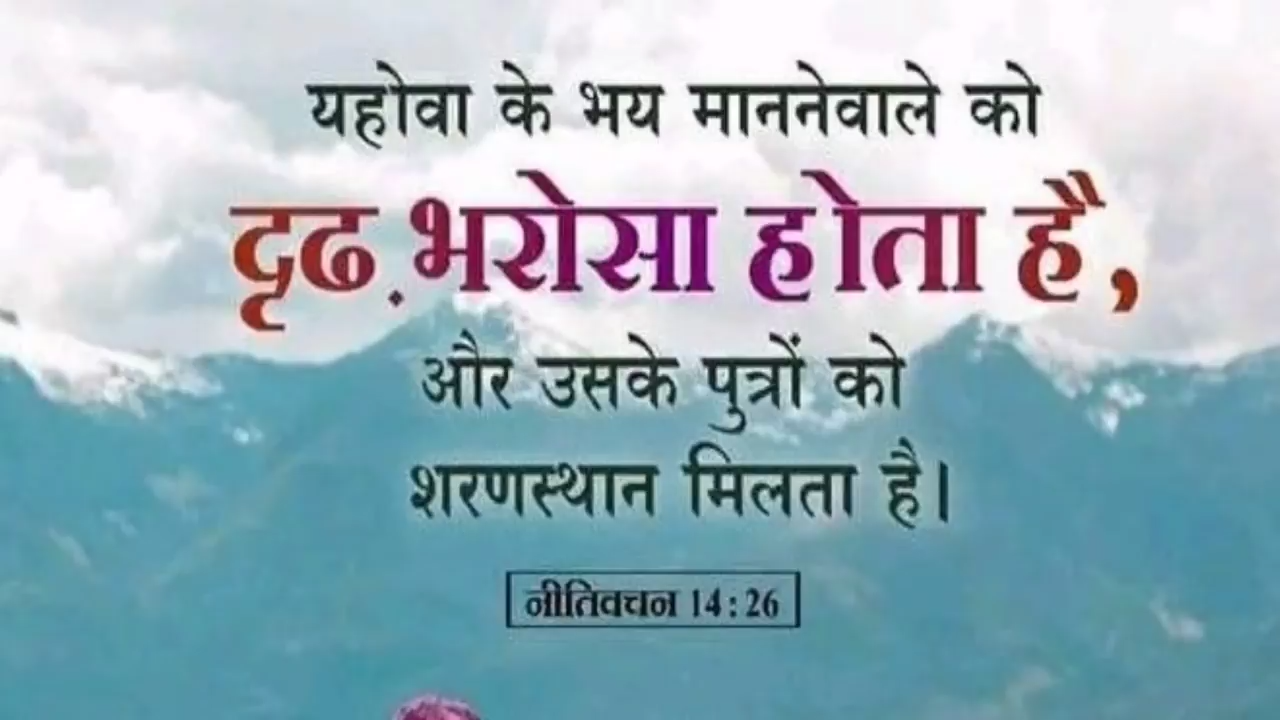 यहोवा के भय माननेवाले को
दृढ़ भरोसा होता है,
और उसके पुत्रों को
शरणस्थान मिलता है।
नीतिवचन 14:26